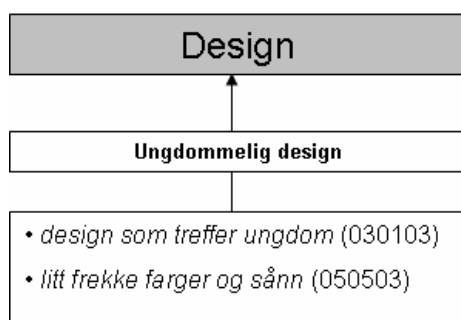 Design
Ungdommelig design
• design som treffer ungdom (030103)
• litt frekke farger og sånn (050503)